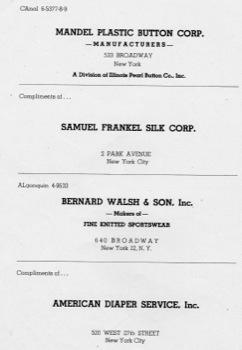 CAnal 6-5377-8-9
MANDEL PLASTIC BUTTON CORP.
—MANUFACTURERS—
533 BROADWAY
New York
A Division of Illinois Pearl Button Co., Inc.
Compliments of . . .
SAMUEL FRANKEL SILK CORP.
2 PARK AVENUE
New York City
ALgonquin 4-9533
BERNARD WALSH & SON, Inc.
— Makers of —
FINE KNITTED SPORTSWEAR
640 BROADWAY
New York 12, N. Y.
Compliments of . . .
AMERICAN DIAPER SERVICE, Inc.
520 WEST 27th STREET
New York City